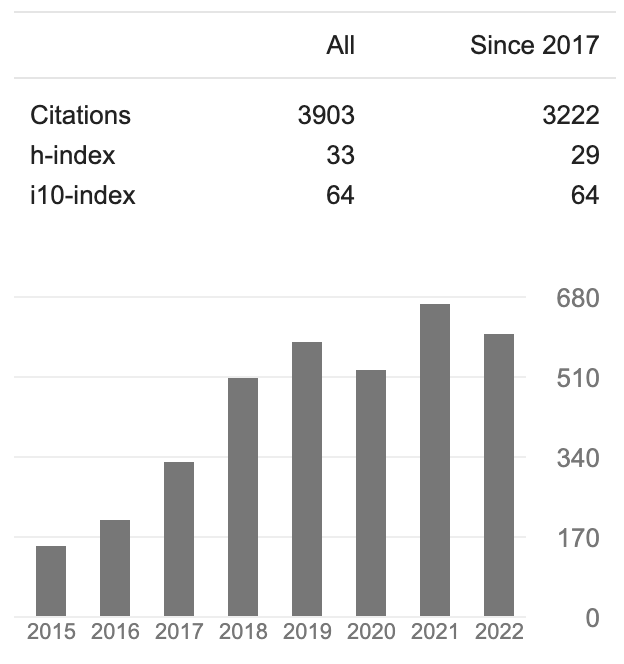 All Since 2017
Citations 3903 3222
h-index 33 29
i10-index 64 64
680
510
340
170
0
2015 2016 2017 2018 2019 2020 2021 2022